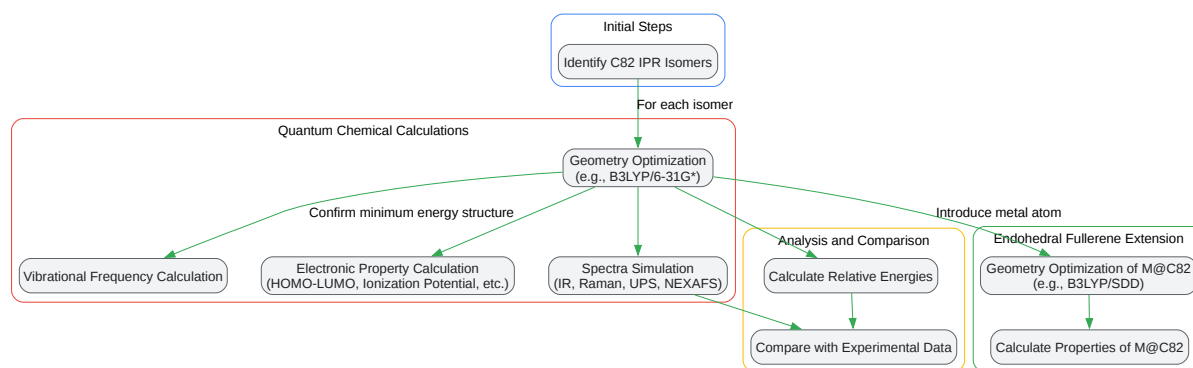 Initial Steps
Identify C82 IPR Isomers
For each isomer
Quantum Chemical Calculations
Geometry Optimization
(e.g., B3LYP/6-31G*)
Confirm minimum energy structure
Introduce metal atom
Analysis and Comparison
Endohedral Fullerene Extension
Vibrational Frequency Calculation
Electronic Property Calculation
(HOMO-LUMO, Ionization Potential, etc.)
Spectra Simulation
(IR, Raman, UPS, NEXAFS)
Calculate Relative Energies
Geometry Optimization of M@C82
(e.g., B3LYP/SDD)
Compare with Experimental Data
Calculate Properties of M@C82